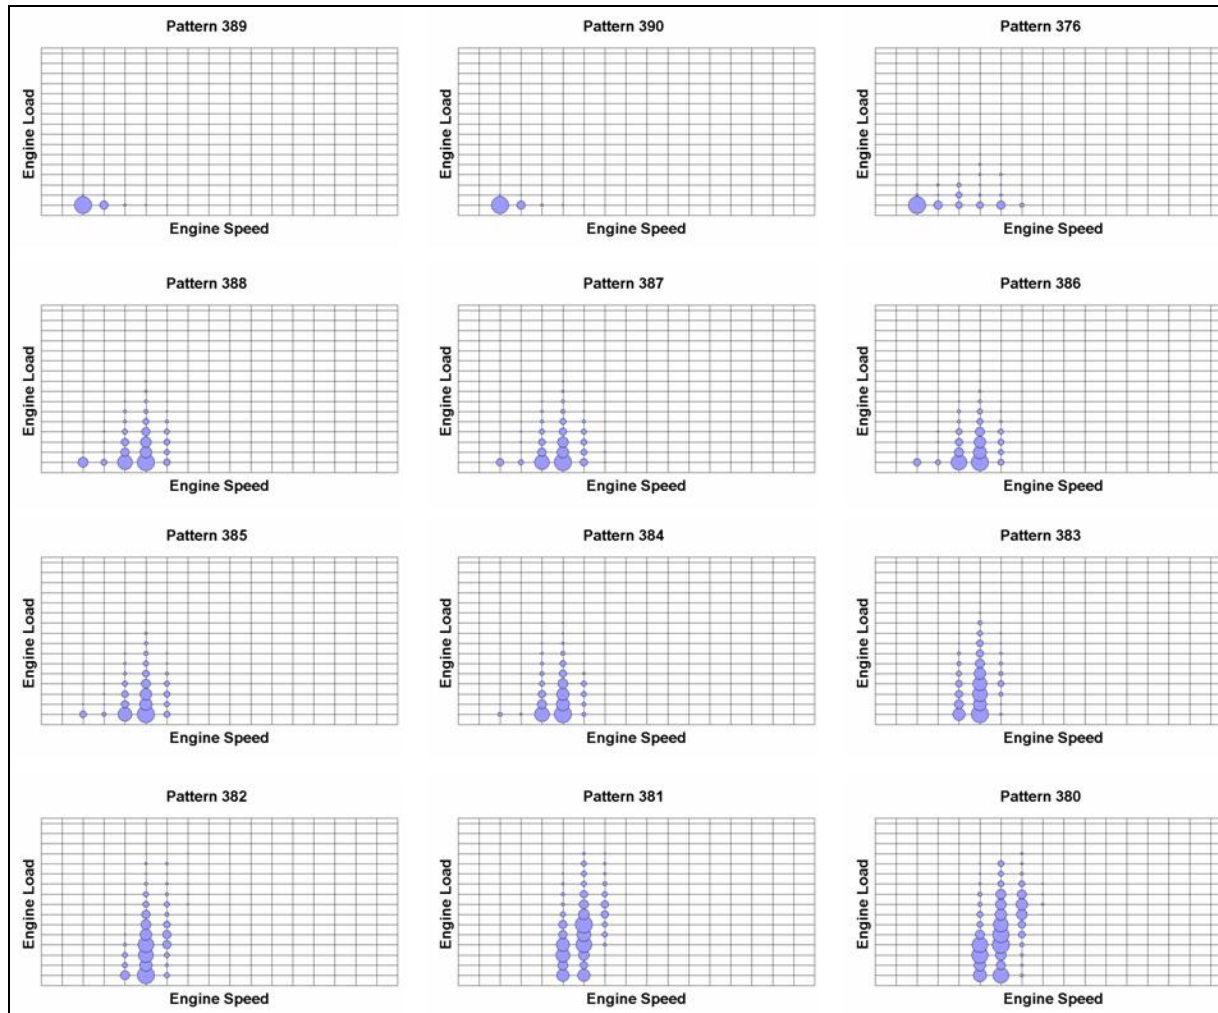 Pattern 389
Pattern 390
Pattern 376
Engine Load
Engine Load
Engine Load
Engine Speed
Engine Speed
Engine Speed
Pattern 388
Pattern 387
Pattern 386
Engine Load
Engine Load
Engine Load
Engine Speed
Engine Speed
Engine Speed
Pattern 385
Pattern 384
Pattern 383
Engine Load
Engine Load
Engine Load
Engine Speed
Engine Speed
Engine Speed
Pattern 382
Pattern 381
Pattern 380
Engine Load
Engine Load
Engine Load
Engine Speed
Engine Speed
Engine Speed